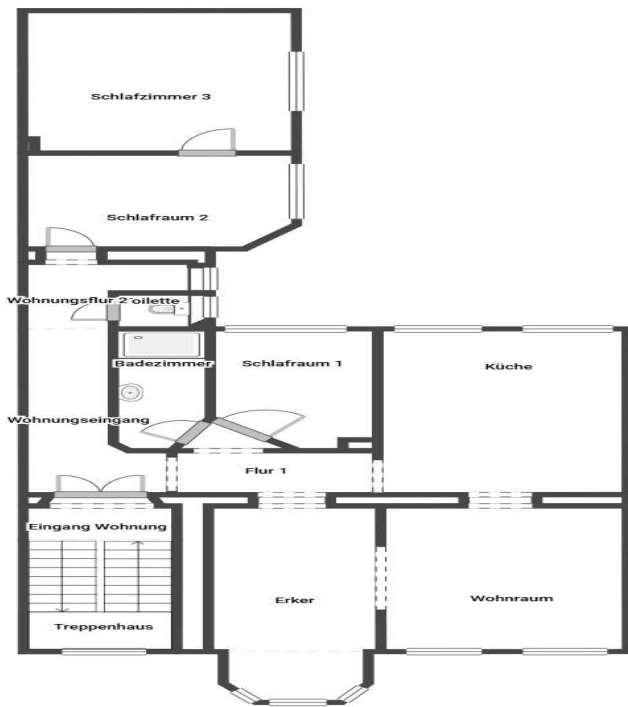 Schlafzimmer 3
Schlafraum 2
Wohnungsflur 2 oilette
Badezimmer
Schlafraum 1
Küche
Wohnungseingang
Flur 1
Eingang Wohnung
Erker
Wohnraum
Treppenhaus